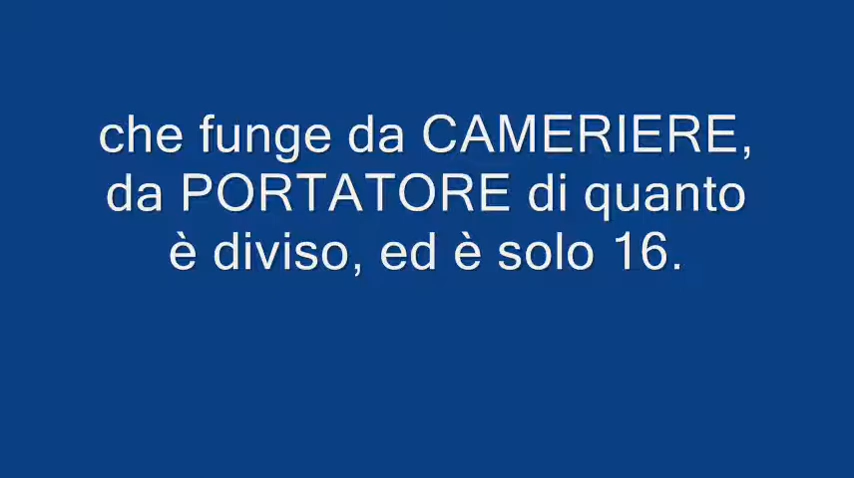 che funge da CAMERIERE,
da PORTATORE di quanto
è diviso, ed è solo 16.